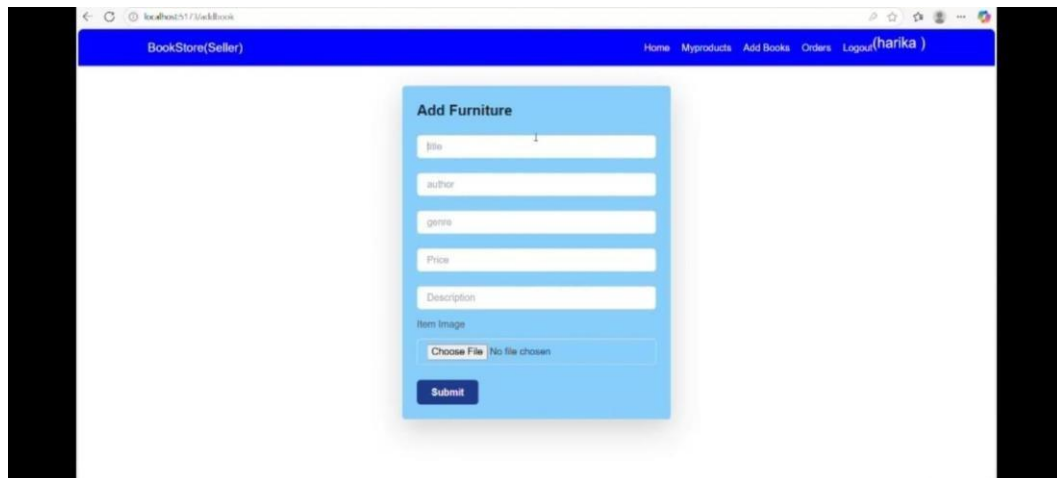 localhost:5173/addbook
BookStore(Seller)
Home Myproducts Add Books Orders Logout(harika )
Add Furniture
title
author
genre
Price
Description
Item Image
Choose File No file chosen
Submit